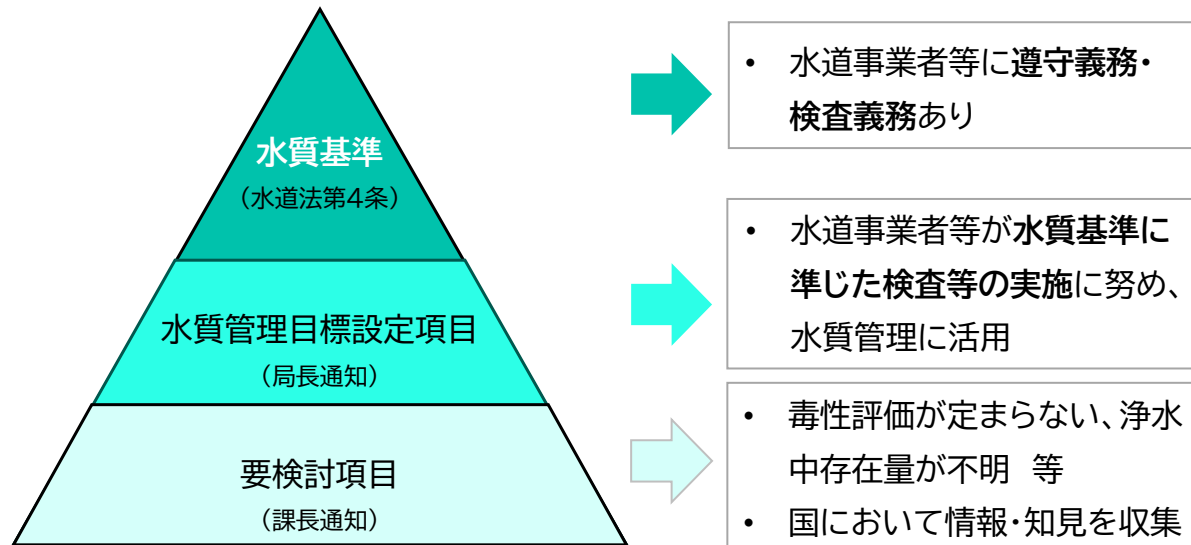 水質基準
（水道法第4条）
• 水道事業者等に遵守義務・
検査義務あり
水質管理目標設定項目
（局長通知）
• 水道事業者等が水質基準に
準じた検査等の実施に努め、
水質管理に活用
要検討項目
（課長通知）
• 毒性評価が定まらない、浄水
中存在量が不明 等
• 国において情報・知見を収集